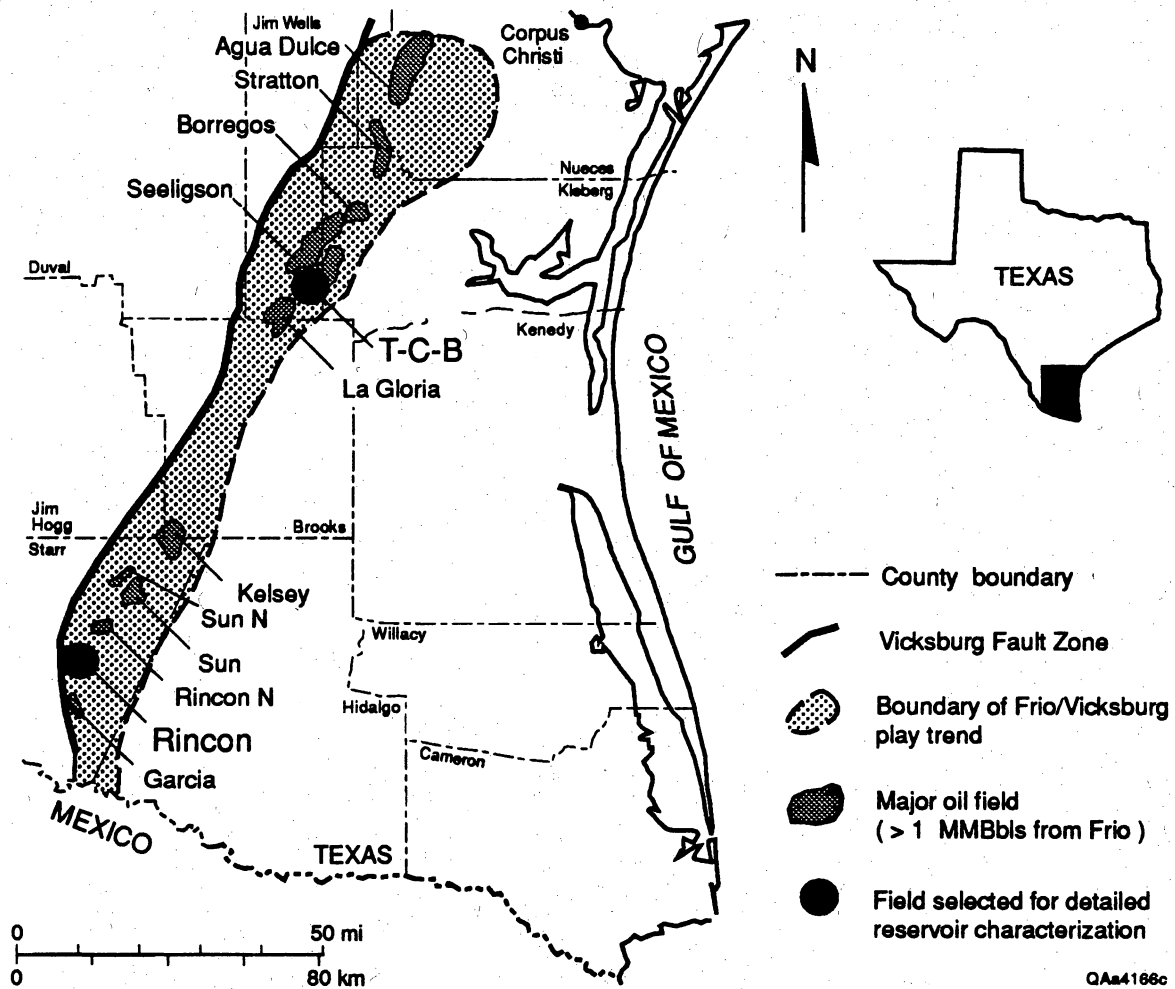 Jim Wells
Agua Dulce
Stratton
Borregos
Seeligson
Corpus
Christi
Nueces
Kleberg
Duval
Kenedy
T-C-B
La Gloria
GULF OF MEXICO
Jim
Hogg
Starr
Brooks
Kelsey
Sun N
Sun
Rincon N
Rincon
Garcia
Willacy
Hidalgo
Cameron
MEXICO
TEXAS
0 50 mi
0 80 km
N
TEXAS
County boundary
Vicksburg Fault Zone
Boundary of Frio/Vicksburg
play trend
Major oil field
( > 1 MMBbls from Frio )
Field selected for detailed
reservoir characterization
QAa4166c